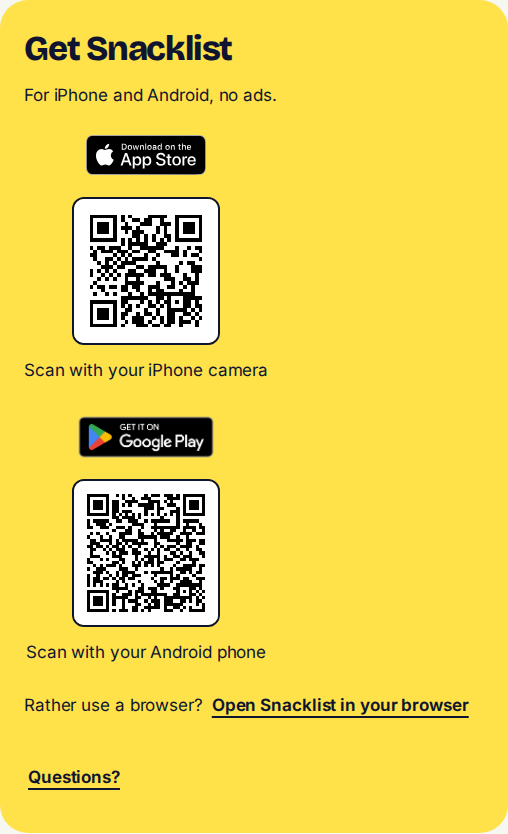 Get Snacklist
For iPhone and Android, no ads.
Download on the
App Store
Scan with your iPhone camera
GET IT ON
Google Play
Scan with your Android phone
Rather use a browser? Open Snacklist in your browser
Questions?